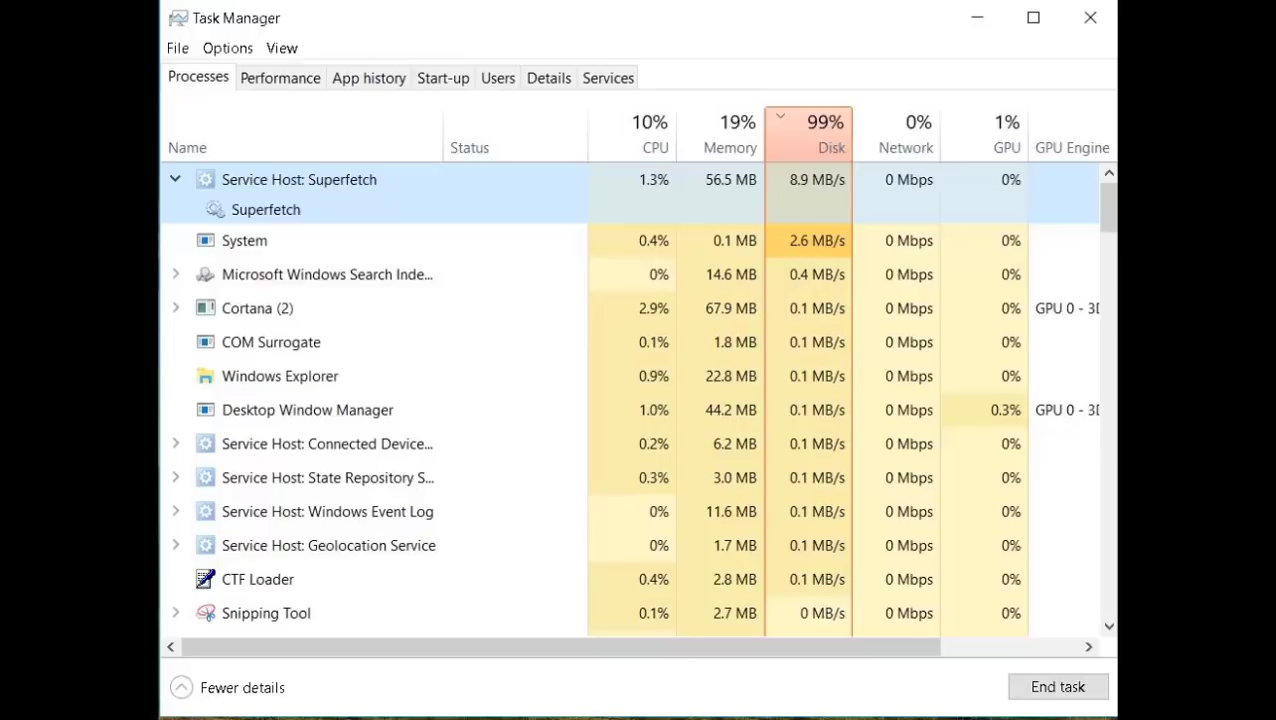 Task Manager
File Options View
Processes Performance App history Start-up Users Details Services
10% 19% 99% 0% 1%
Name Status CPU Memory Disk Network GPU GPU Engine
Service Host: Superfetch 1.3% 56.5 MB 8.9 MB/s 0 Mbps 0%
Superfetch
System 0.4% 0.1 MB 2.6 MB/s 0 Mbps 0%
Microsoft Windows Search Inde... 0% 14.6 MB 0.4 MB/s 0 Mbps 0%
Cortana (2) 2.9% 67.9 MB 0.1 MB/s 0 Mbps 0% GPU 0 - 3D
COM Surrogate 0.1% 1.8 MB 0.1 MB/s 0 Mbps 0%
Windows Explorer 0.9% 22.8 MB 0.1 MB/s 0 Mbps 0%
Desktop Window Manager 1.0% 44.2 MB 0.1 MB/s 0 Mbps 0.3% GPU 0 - 3D
Service Host: Connected Device... 0.2% 6.2 MB 0.1 MB/s 0 Mbps 0%
Service Host: State Repository S... 0.3% 3.0 MB 0.1 MB/s 0 Mbps 0%
Service Host: Windows Event Log 0% 11.6 MB 0.1 MB/s 0 Mbps 0%
Service Host: Geolocation Service 0% 1.7 MB 0.1 MB/s 0 Mbps 0%
CTF Loader 0.4% 2.8 MB 0.1 MB/s 0 Mbps 0%
Snipping Tool 0.1% 2.7 MB 0 MB/s 0 Mbps 0%
Fewer details End task